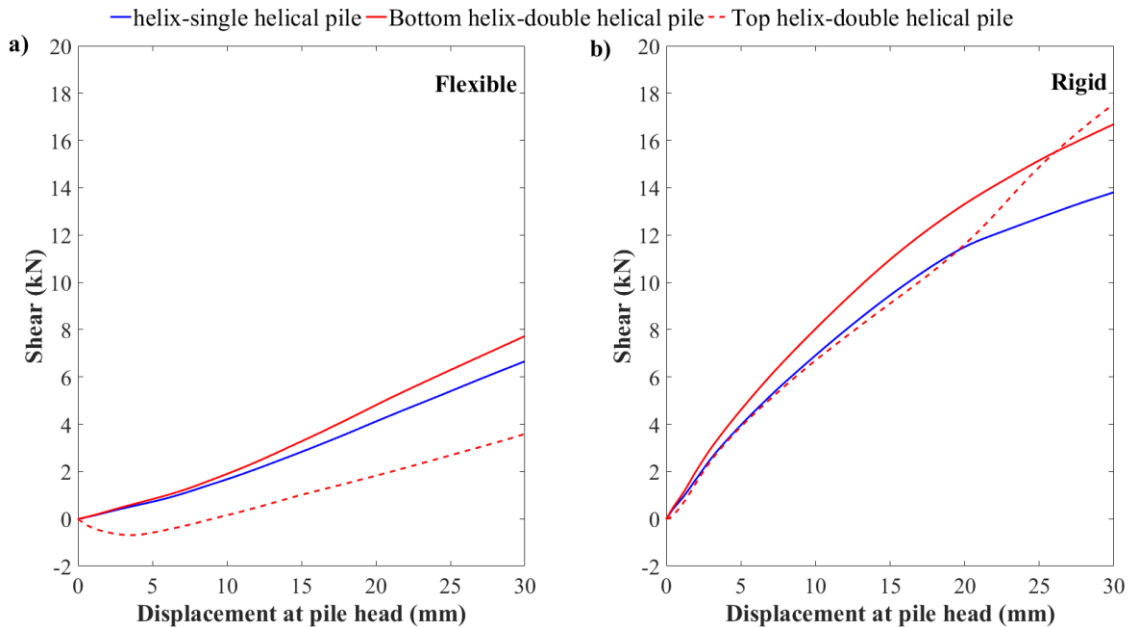 helix-single helical pile Bottom helix-double helical pile Top helix-double helical pile
a)
Flexible
20
18
16
14
12
10
8
6
4
2
0
-2
Shear (kN)
0 5 10 15 20 25 30
Displacement at pile head (mm)
b)
Rigid
20
18
16
14
12
10
8
6
4
2
0
-2
Shear (kN)
0 5 10 15 20 25 30
Displacement at pile head (mm)